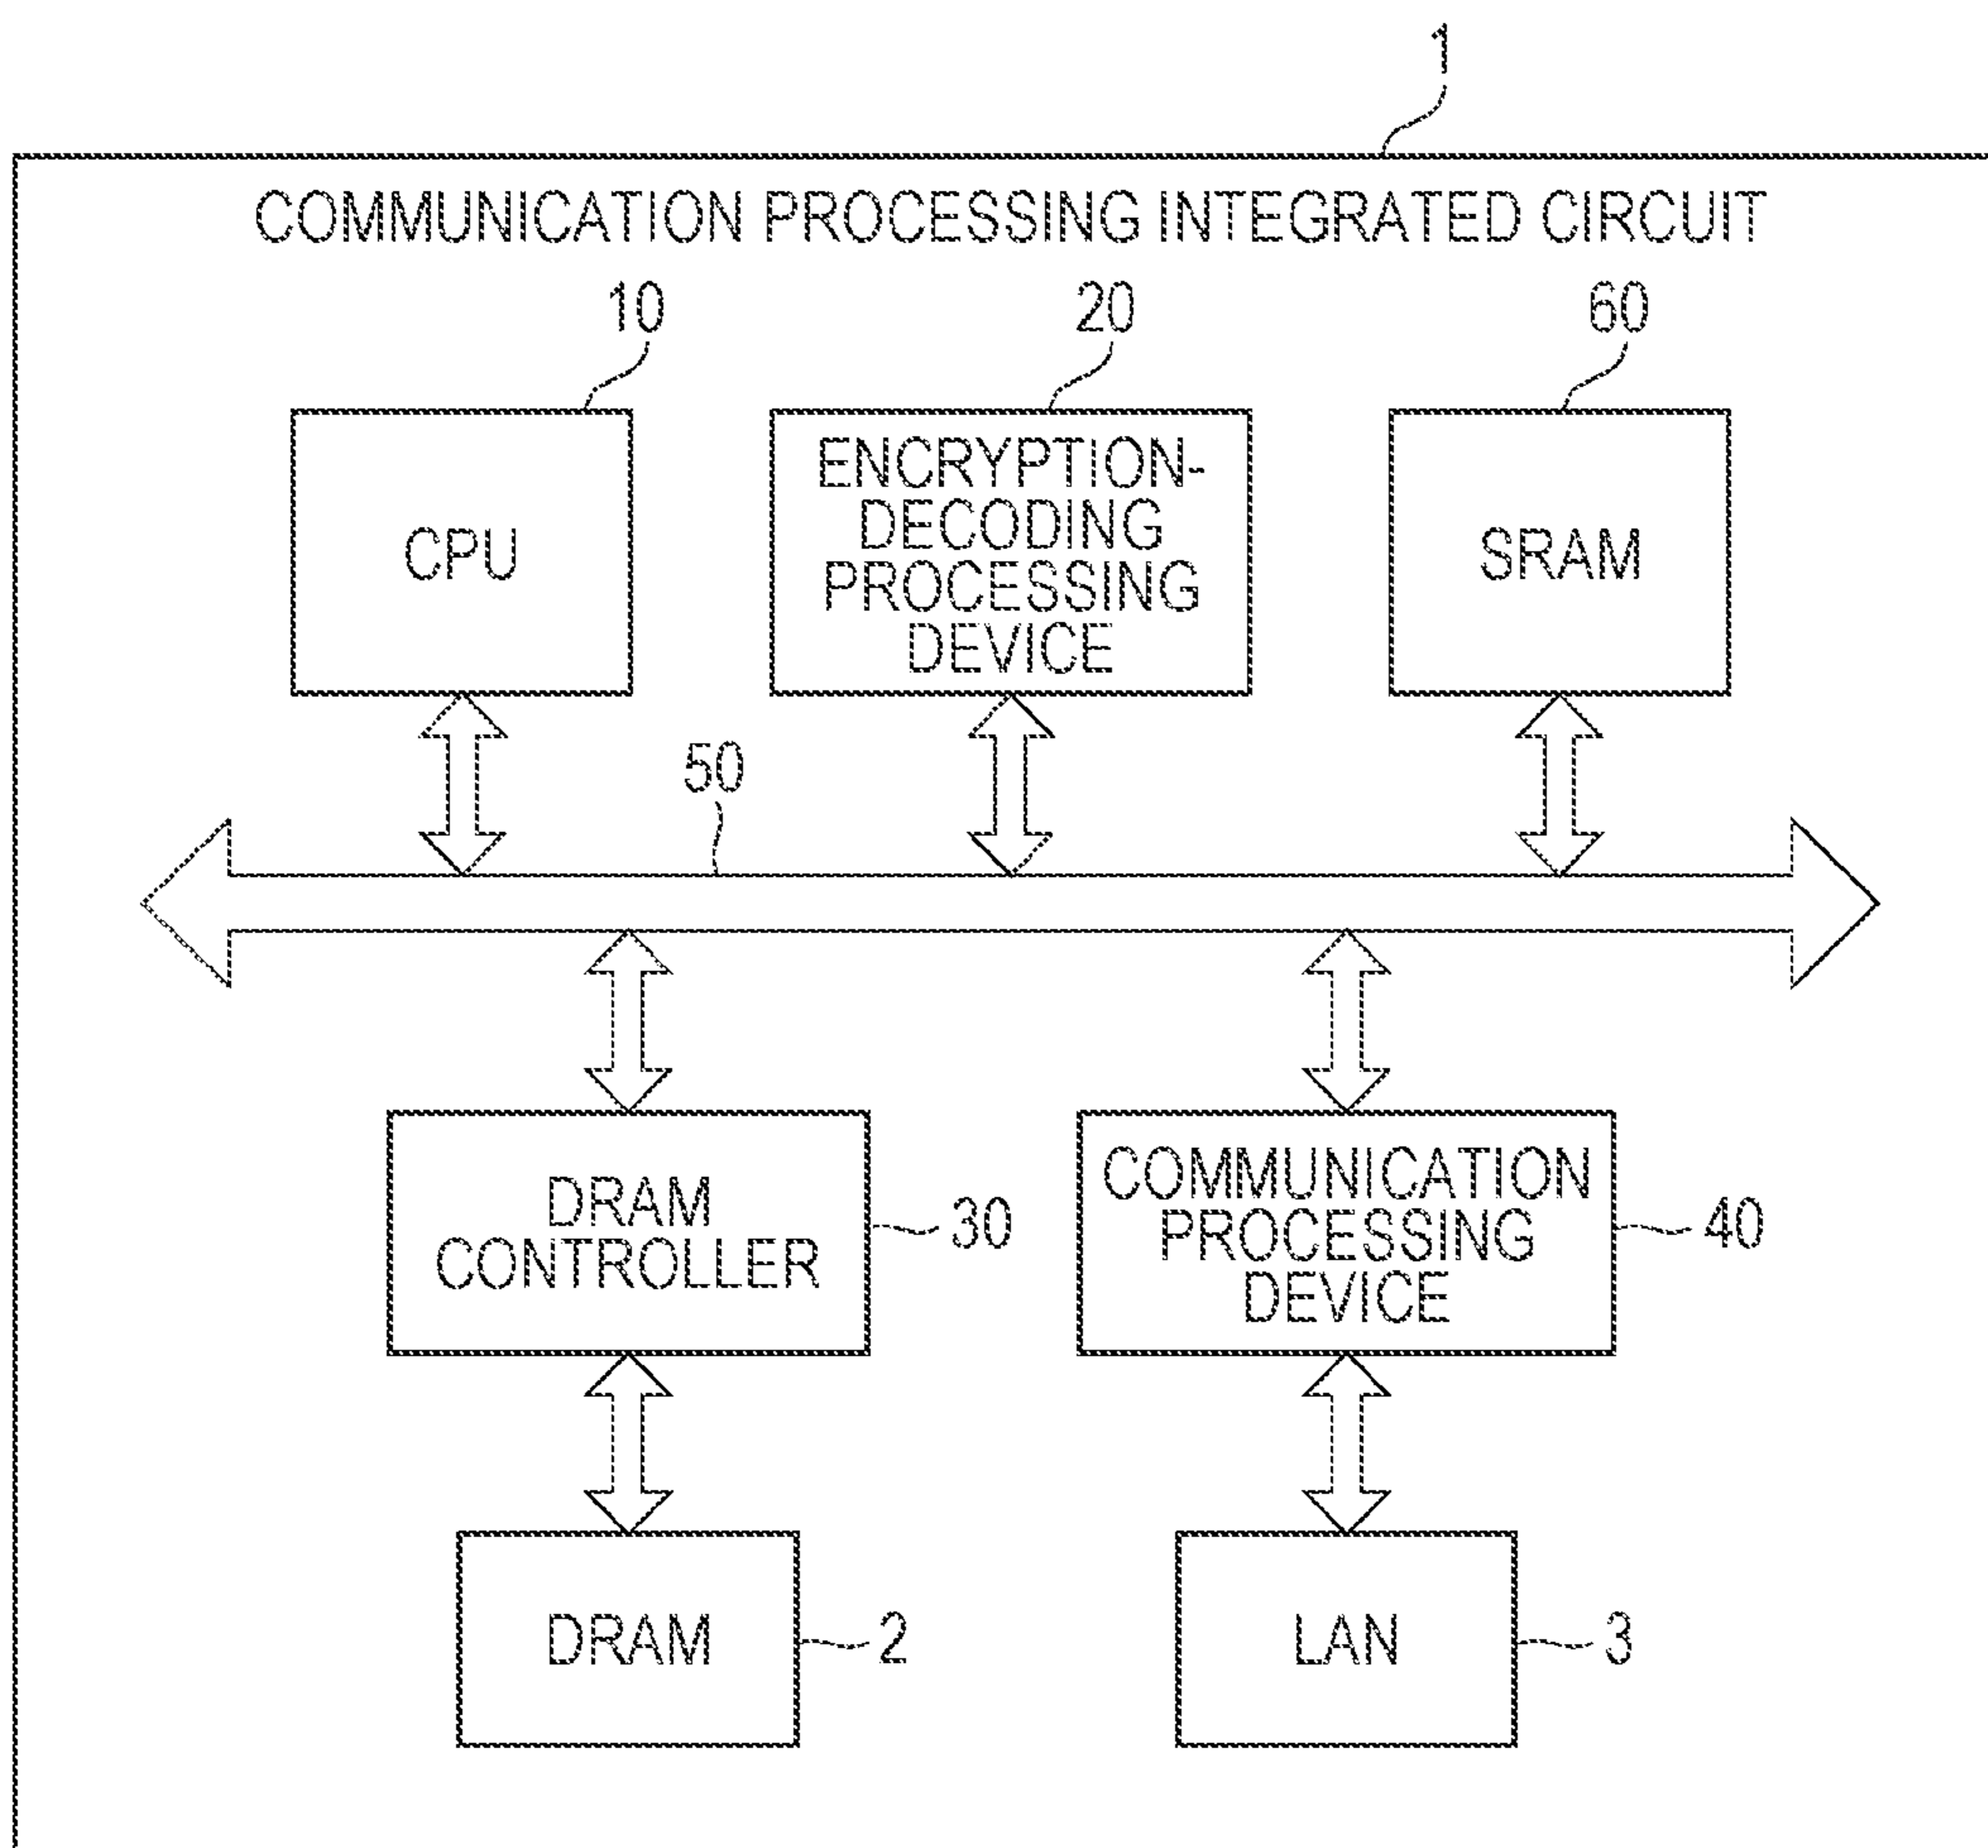 1
COMMUNICATION PROCESSING INTEGRATED CIRCUIT
10
20
60
CPU
ENCRYPTION-
DECODING
PROCESSING
DEVICE
SRAM
50
DRAM
CONTROLLER
30
COMMUNICATION
PROCESSING
DEVICE
40
DRAM
2
LAN
3